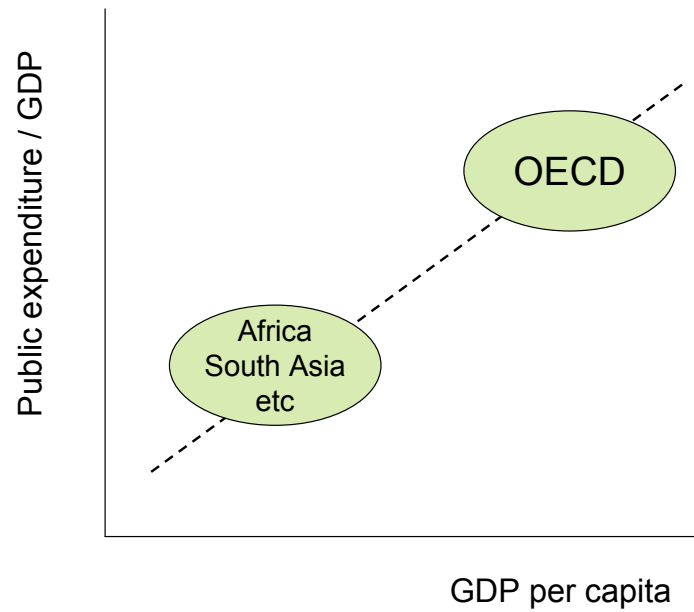 Public expenditure / GDP
OECD
Africa
South Asia
etc
GDP per capita